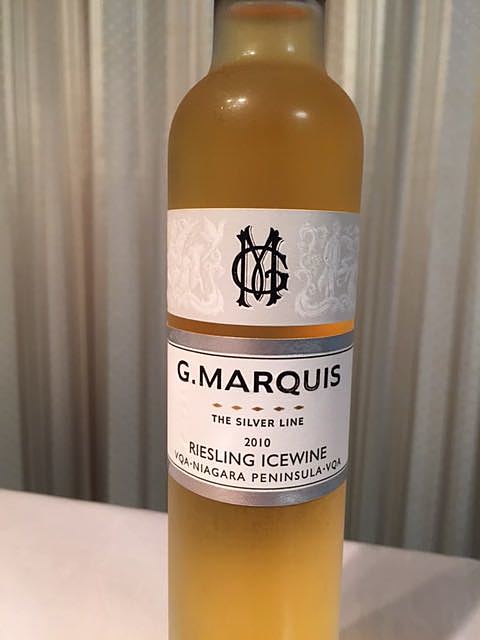 MG
G.MARQUIS
THE SILVER LINE
2010
RIESLING ICEWINE
VQA•NIAGARA PENINSULA•VQA